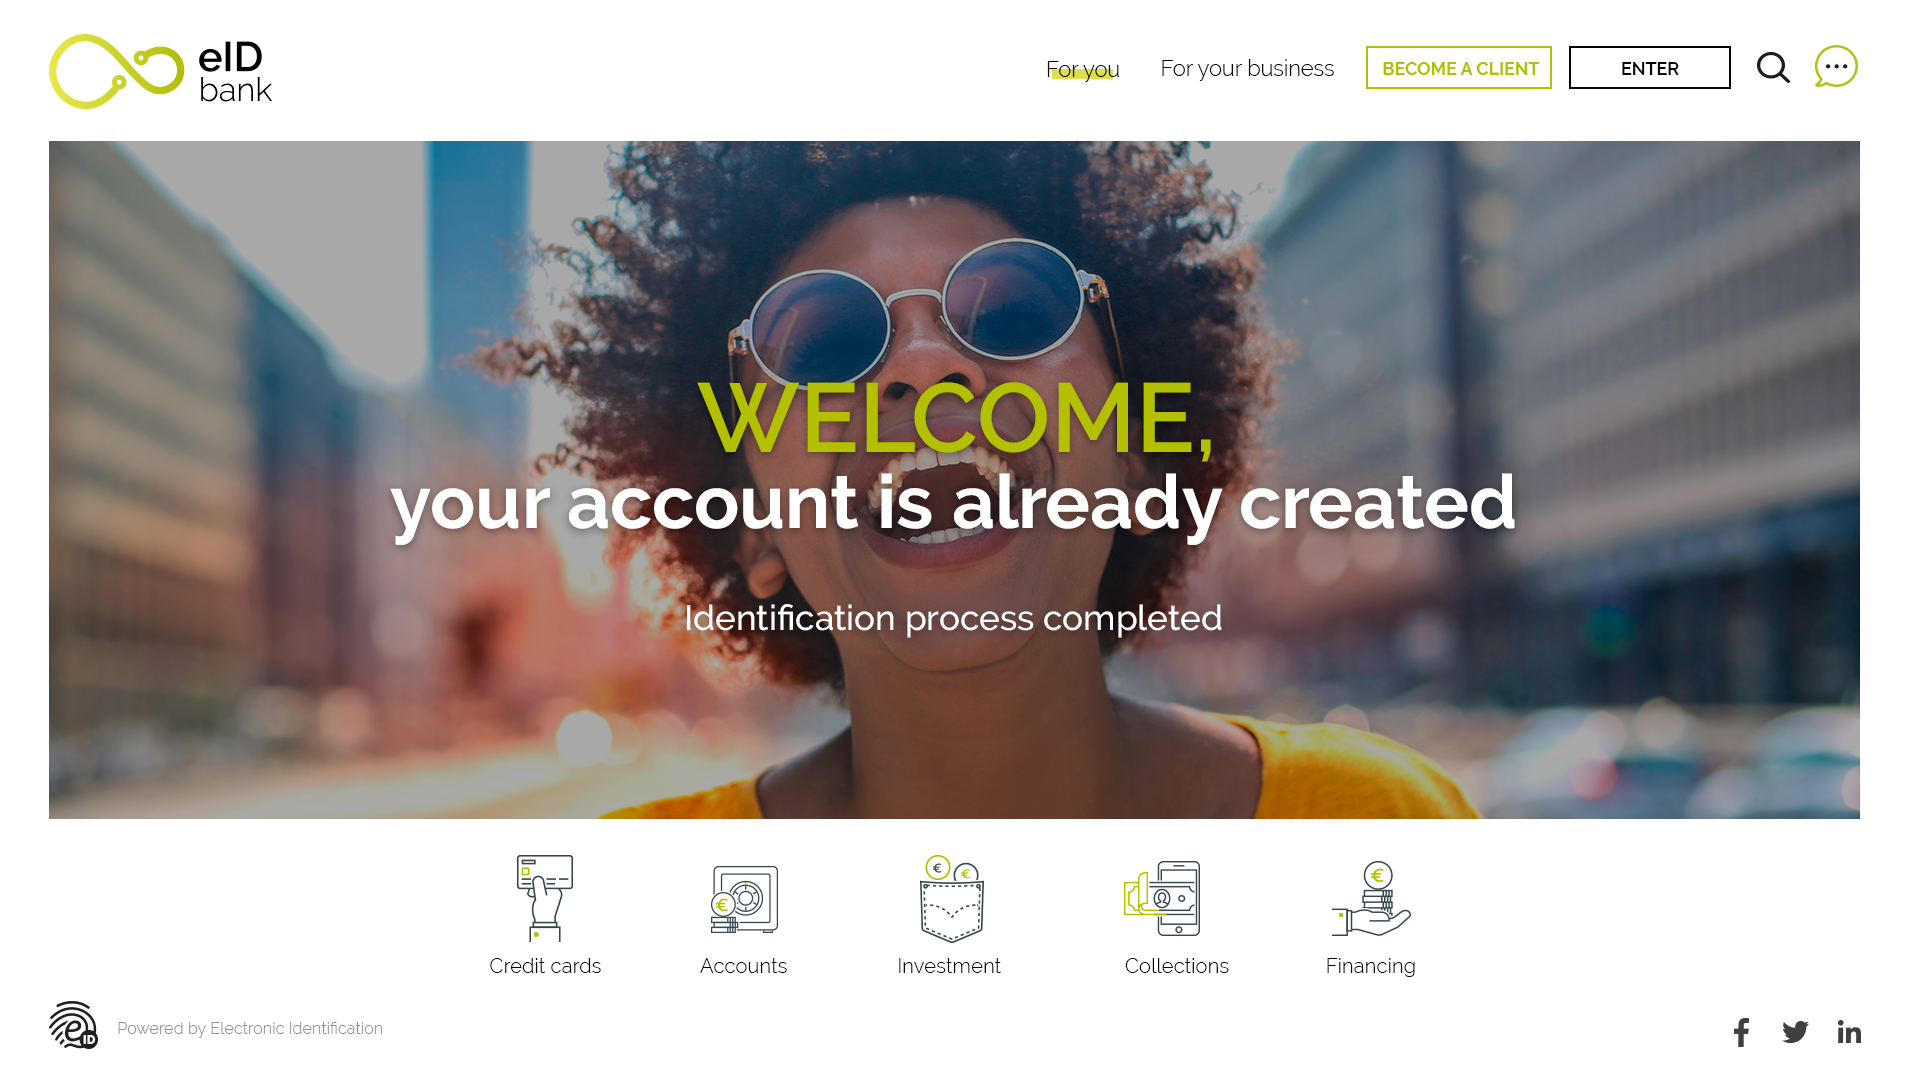 eID
bank
For you
For your business
BECOME A CLIENT
ENTER
WELCOME,
your account is already created
Identification process completed
Credit cards
Accounts
Investment
Collections
Financing
eID
Powered by Electronic Identification